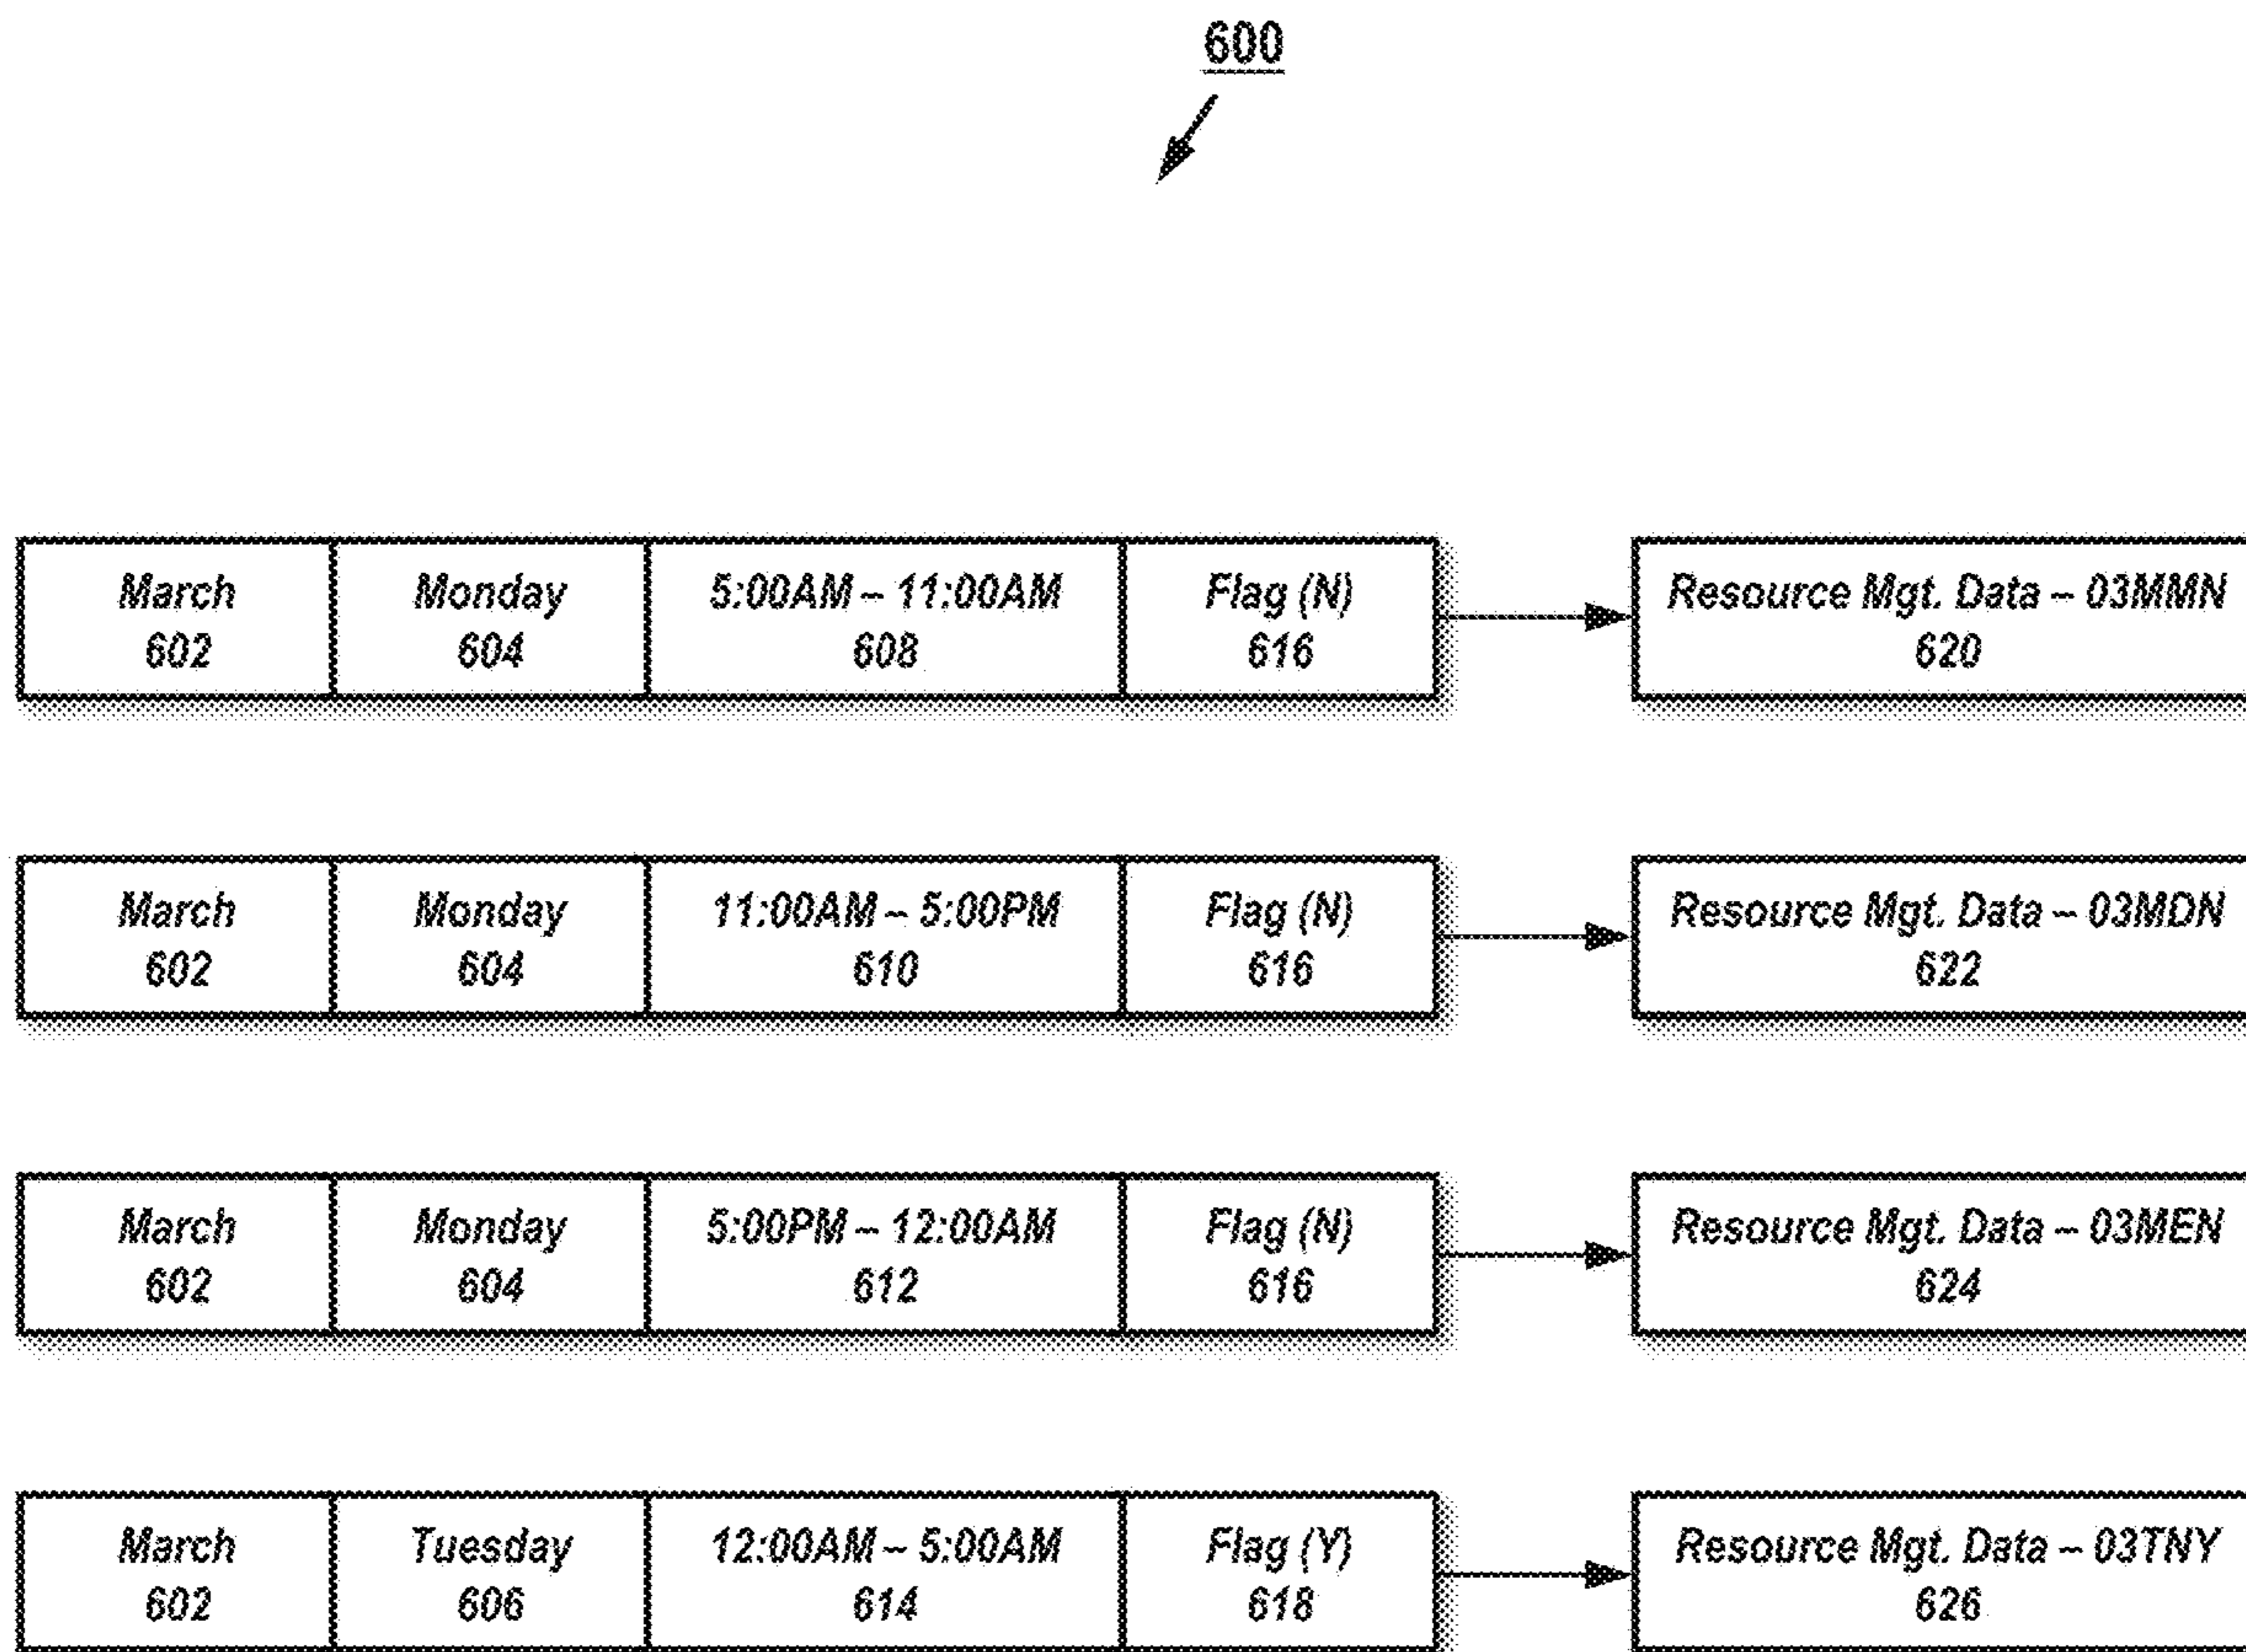 600
March Monday 5:00AM – 11:00AM Flag (N) Resource Mgt. Data – 03MMN
602 604 608 616 620
March Monday 11:00AM – 5:00PM Flag (N) Resource Mgt. Data – 03MDN
602 604 610 616 622
March Monday 5:00PM – 12:00AM Flag (N) Resource Mgt. Data – 03MEN
602 604 612 616 624
March Tuesday 12:00AM – 5:00AM Flag (Y) Resource Mgt. Data – 03TNY
602 606 614 618 626